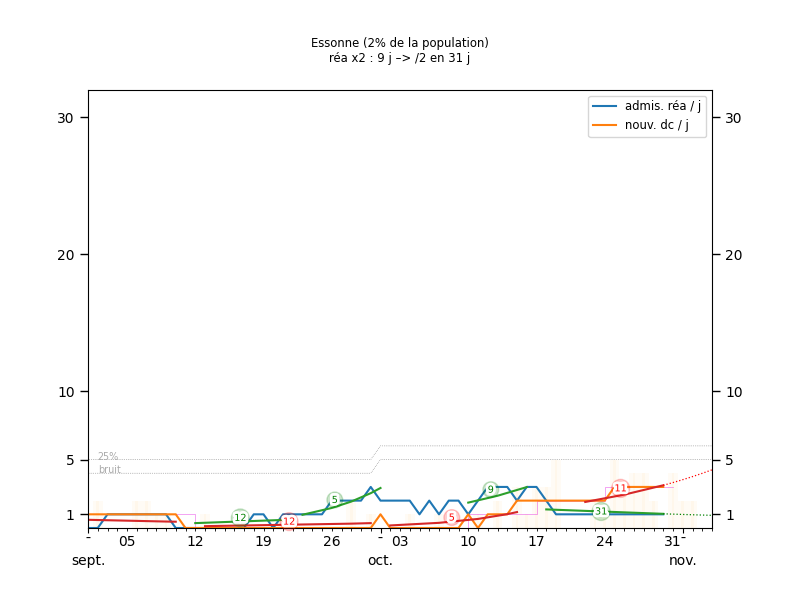 Essonne (2% de la population)
réa x2 : 9 j –> /2 en 31 j
admis. réa / j
nouv. dc / j
30
30
20
20
10
10
25%
bruit
5
5
1
1
12
12
5
5
9
31
11
- 05 12 19 26 - 03 10 17 24 31-
sept. oct. nov.